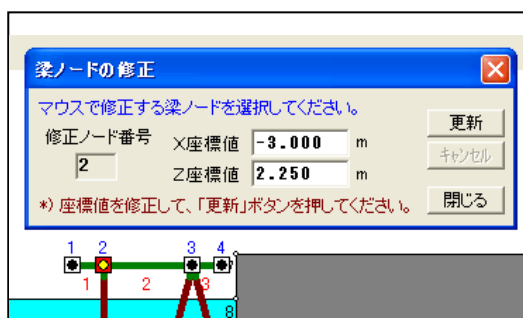 梁ノードの修正
マウスで修正する梁ノードを選択してください。
修正ノード番号
2
X座標値 -3.000 m
Z座標値 2.250 m
更新
キャンセル
*) 座標値を修正して、「更新」ボタンを押してください。
閉じる
1 2 3 4
1 2 3
8